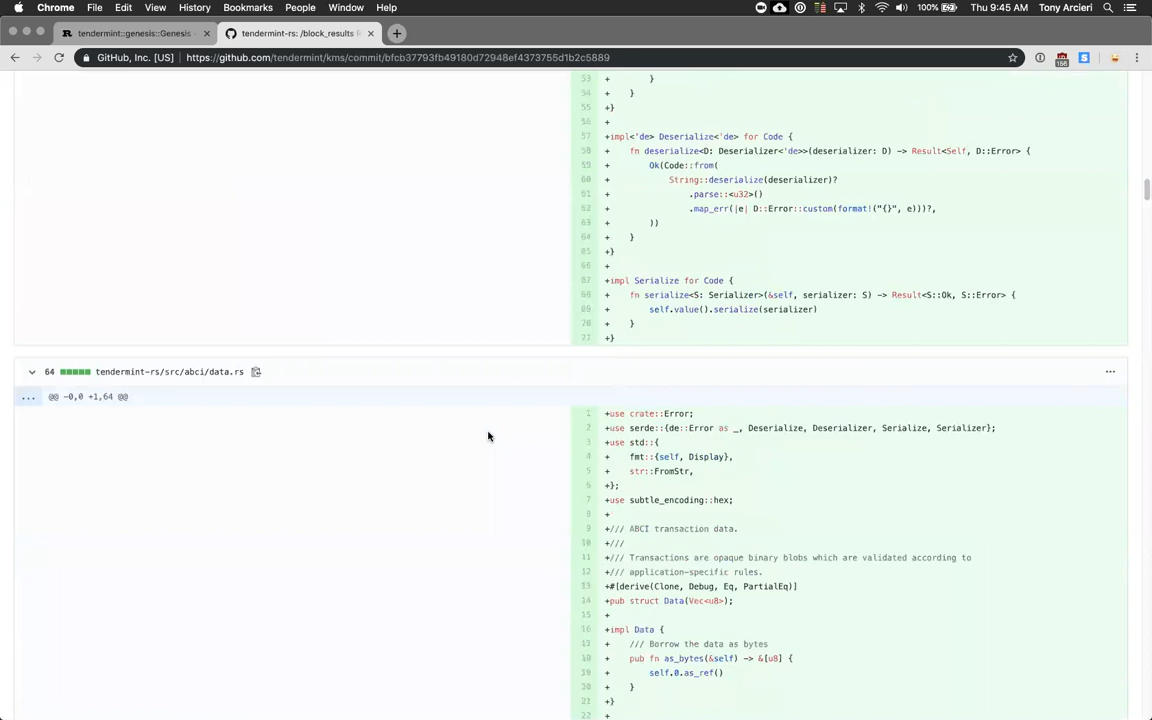 Chrome File Edit View History Bookmarks People Window Help 100% Thu 9:45 AM Tony Arcieri
tendermint::genesis::Genesis tendermint-rs: /block_results R
GitHub, Inc. [US] https://github.com/tendermint/kms/commit/bfcb37793fb49180d72948ef4373755d1b2c5889
53 + }
54 + }
55 +}
56 +
57 +impl<'de> Deserialize<'de> for Code {
58 + fn deserialize<D: Deserializer<'de>>(deserializer: D) -> Result<Self, D::Error> {
59 + Ok(Code::from(
60 + String::deserialize(deserializer)?
61 + .parse::<u32>()
62 + .map_err(|e| D::Error::custom(format!("{}", e)))?,
63 + ))
64 + }
65 +}
66 +
67 +impl Serialize for Code {
68 + fn serialize<S: Serializer>(&self, serializer: S) -> Result<S::Ok, S::Error> {
69 + self.value().serialize(serializer)
70 + }
71 +}
64 tendermint-rs/src/abci/data.rs ...
... @@ -0,0 +1,64 @@
1 +use crate::Error;
2 +use serde::{de::Error as _, Deserialize, Deserializer, Serialize, Serializer};
3 +use std::{
4 + fmt::{self, Display},
5 + str::FromStr,
6 +};
7 +use subtle_encoding::hex;
8 +
9 +/// ABCI transaction data.
10 +///
11 +/// Transactions are opaque binary blobs which are validated according to
12 +/// application-specific rules.
13 +#[derive(Clone, Debug, Eq, PartialEq)]
14 +pub struct Data(Vec<u8>);
15 +
16 +impl Data {
17 + /// Borrow the data as bytes
18 + pub fn as_bytes(&self) -> &[u8] {
19 + self.0.as_ref()
20 + }
21 +}
22 +